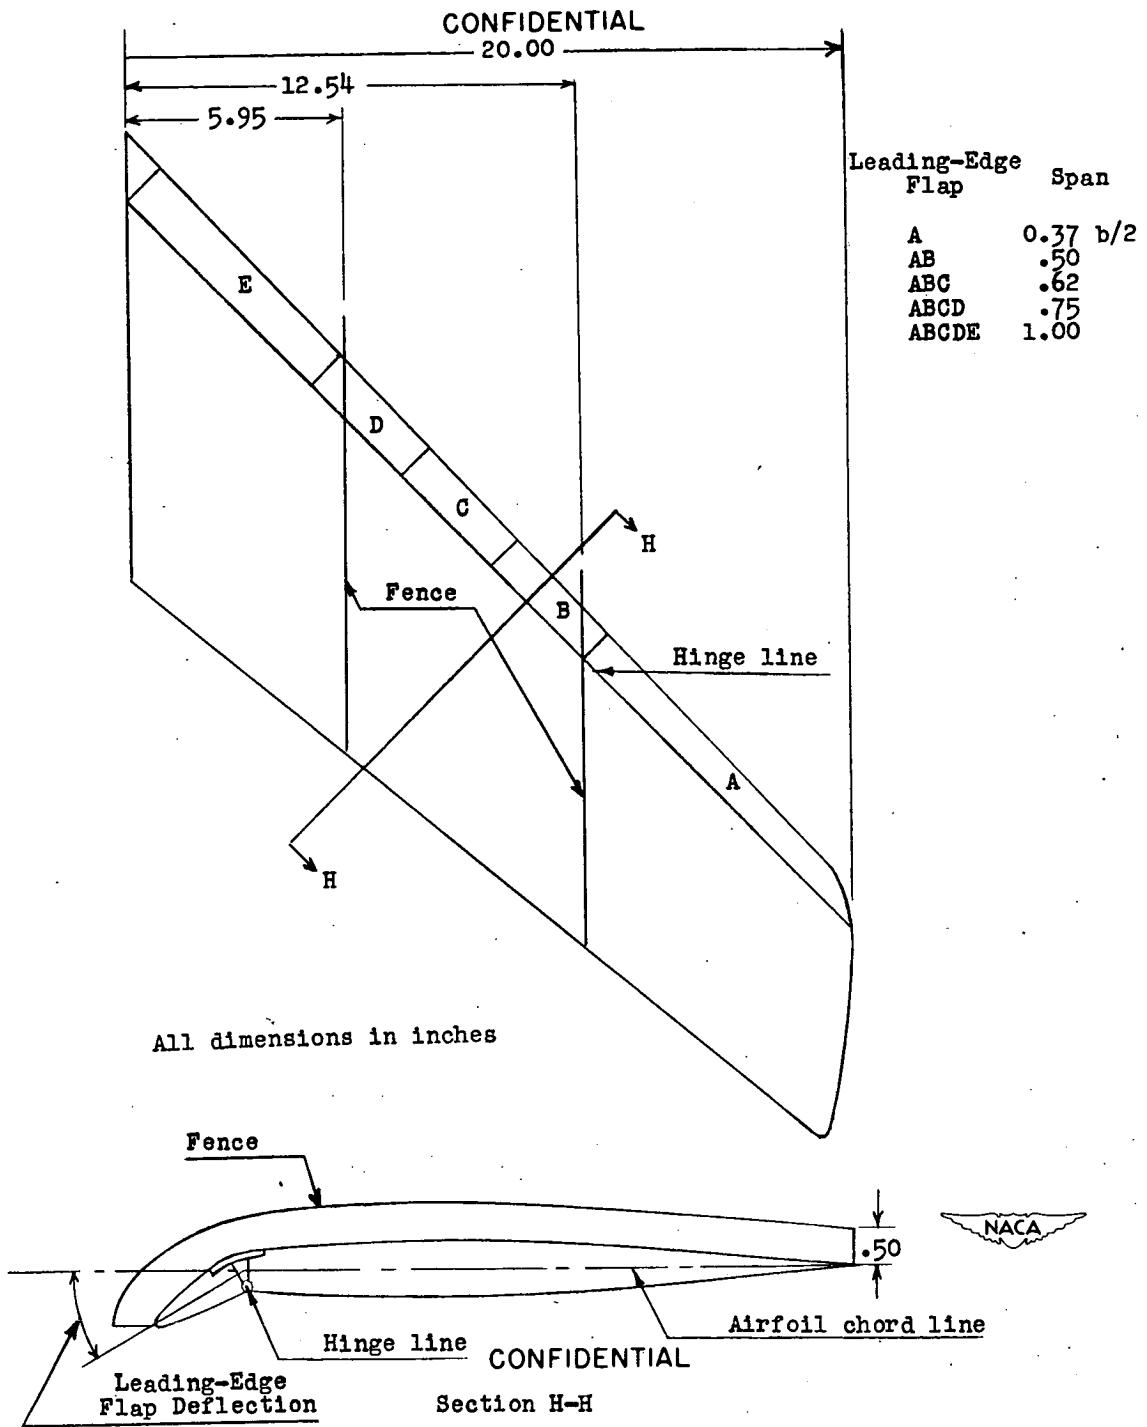 CONFIDENTIAL
20.00
12.54
5.95
Leading-Edge
Flap Span
A 0.37 b/2
AB .50
ABC .62
ABCD .75
ABCDE 1.00
E
D
C
H
Fence
B
Hinge line
A
H
All dimensions in inches
Fence
NACA
.50
Airfoil chord line
Hinge line
CONFIDENTIAL
Leading-Edge
Flap Deflection
Section H-H